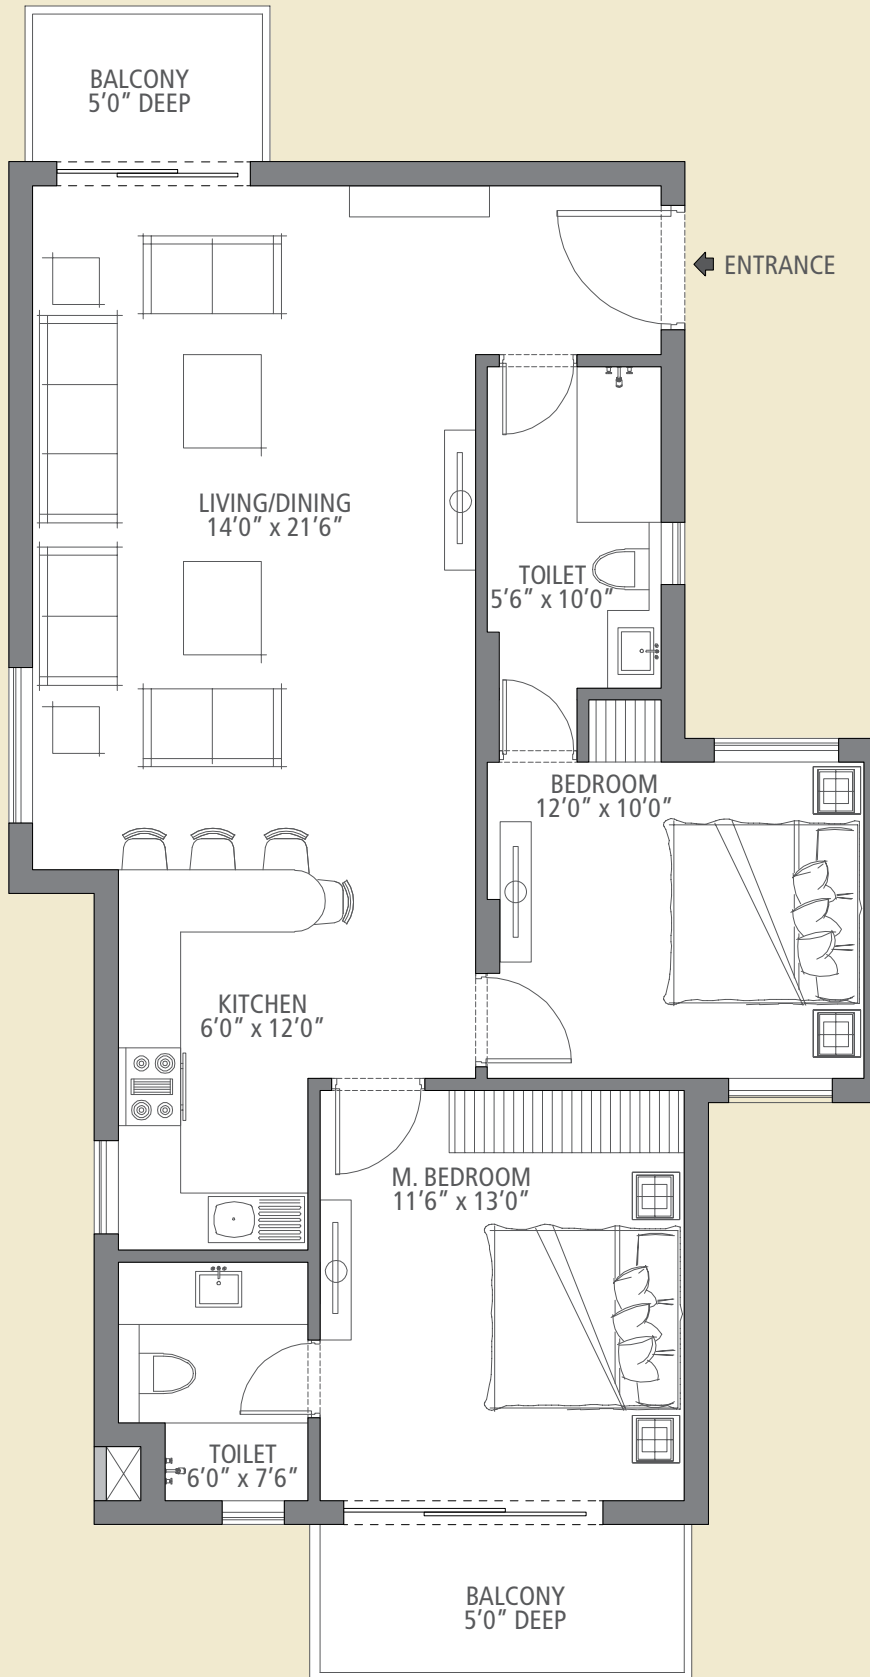 BALCONY
5'0” DEEP
ENTRANCE
LIVING/DINING
14'0” x 21'6”
TOILET
5'6” x 10'0”
BEDROOM
12'0” x 10'0”
KITCHEN
6'0” x 12'0”
M. BEDROOM
11'6” x 13'0”
TOILET
6'0” x 7'6”
BALCONY
5'0” DEEP